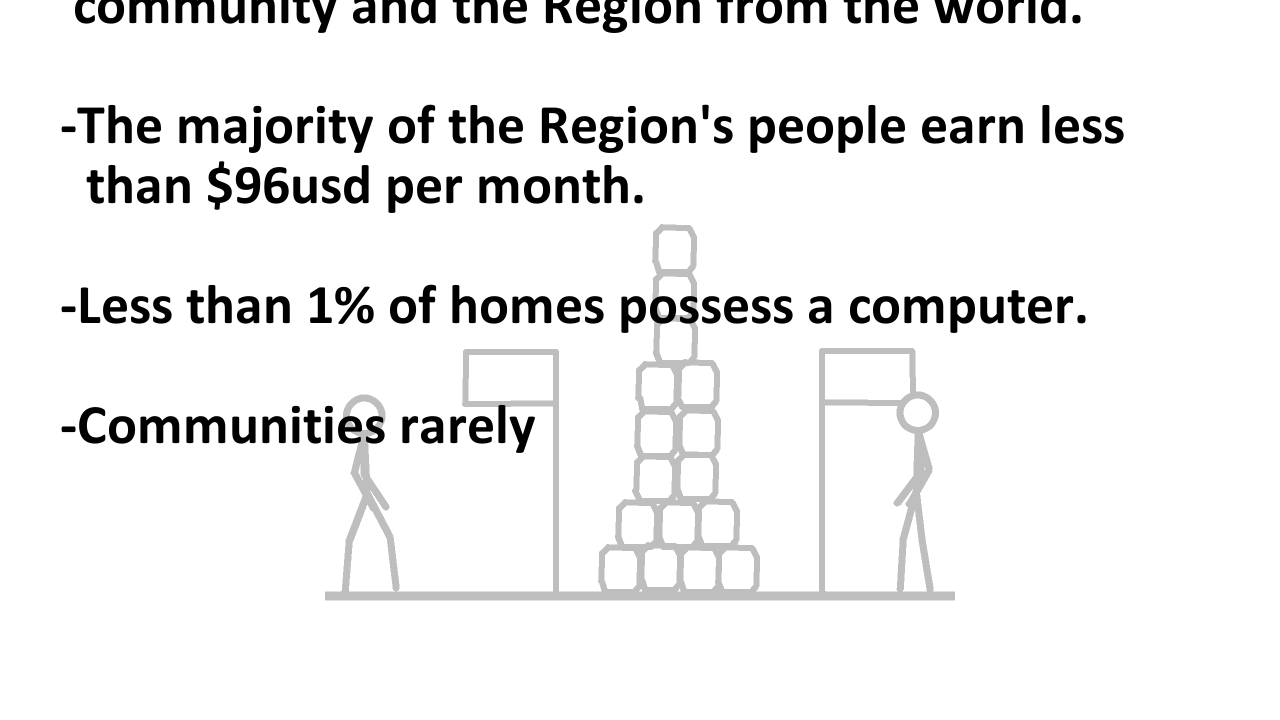 community and the Region from the world.
-The majority of the Region's people earn less
than $96usd per month.
-Less than 1% of homes possess a computer.
-Communities rarely